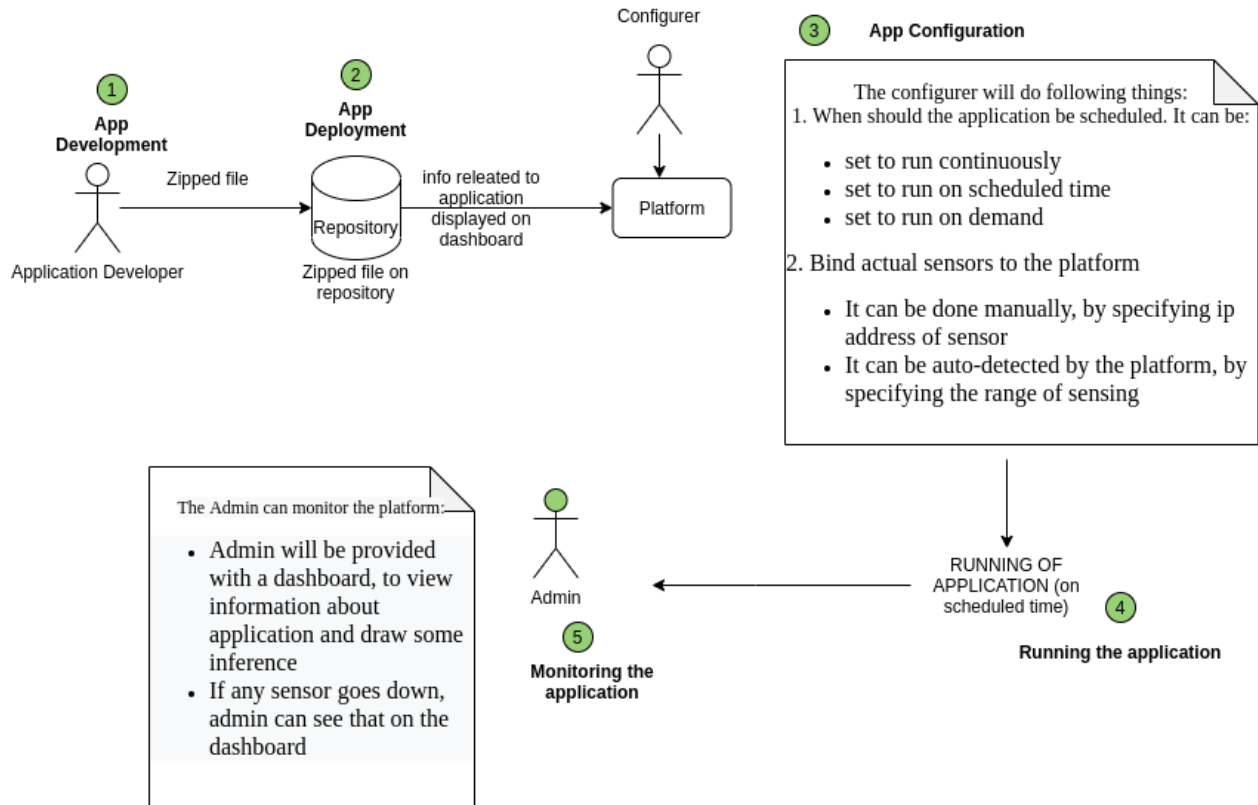 1
App
Development
Application Developer
Zipped file
2
App
Deployment
Repository
Zipped file on
repository
info releated to
application
displayed on
dashboard
Configurer
Platform
3
App Configuration
The configurer will do following things:
1. When should the application be scheduled. It can be:
• set to run continuously
• set to run on scheduled time
• set to run on demand
2. Bind actual sensors to the platform
• It can be done manually, by specifying ip
address of sensor
• It can be auto-detected by the platform, by
specifying the range of sensing
RUNNING OF
APPLICATION (on
scheduled time)
4
Running the application
Admin
5
Monitoring the
application
The Admin can monitor the platform:
• Admin will be provided
with a dashboard, to view
information about
application and draw some
inference
• If any sensor goes down,
admin can see that on the
dashboard